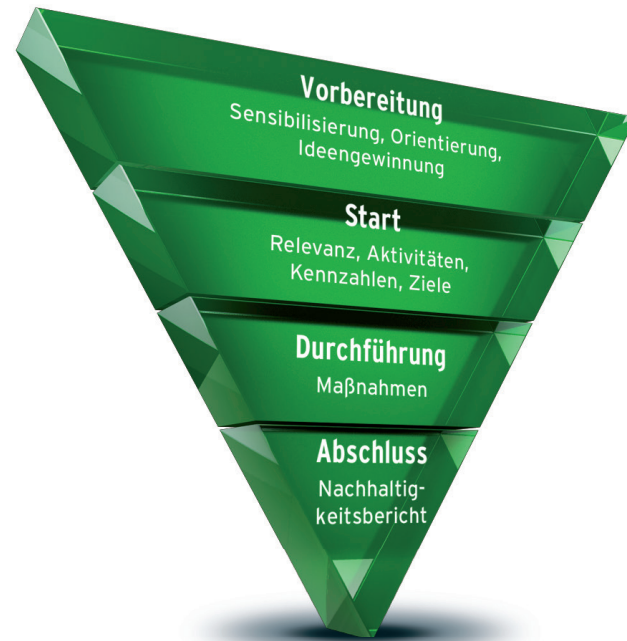 Vorbereitung
Sensibilisierung, Orientierung,
Ideengewinnung
Start
Relevanz, Aktivitäten,
Kennzahlen, Ziele
Durchführung
Maßnahmen
Abschluss
Nachhaltig-
keitsbericht